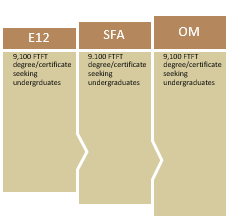 E12
9,100 FTFT
degree/certificate
seeking
undergraduates
SFA
9.100 FTFT
degree/certificate
seeking
undergraduates
OM
9,100 FTFT
degree/certificate
seeking
undergraduates